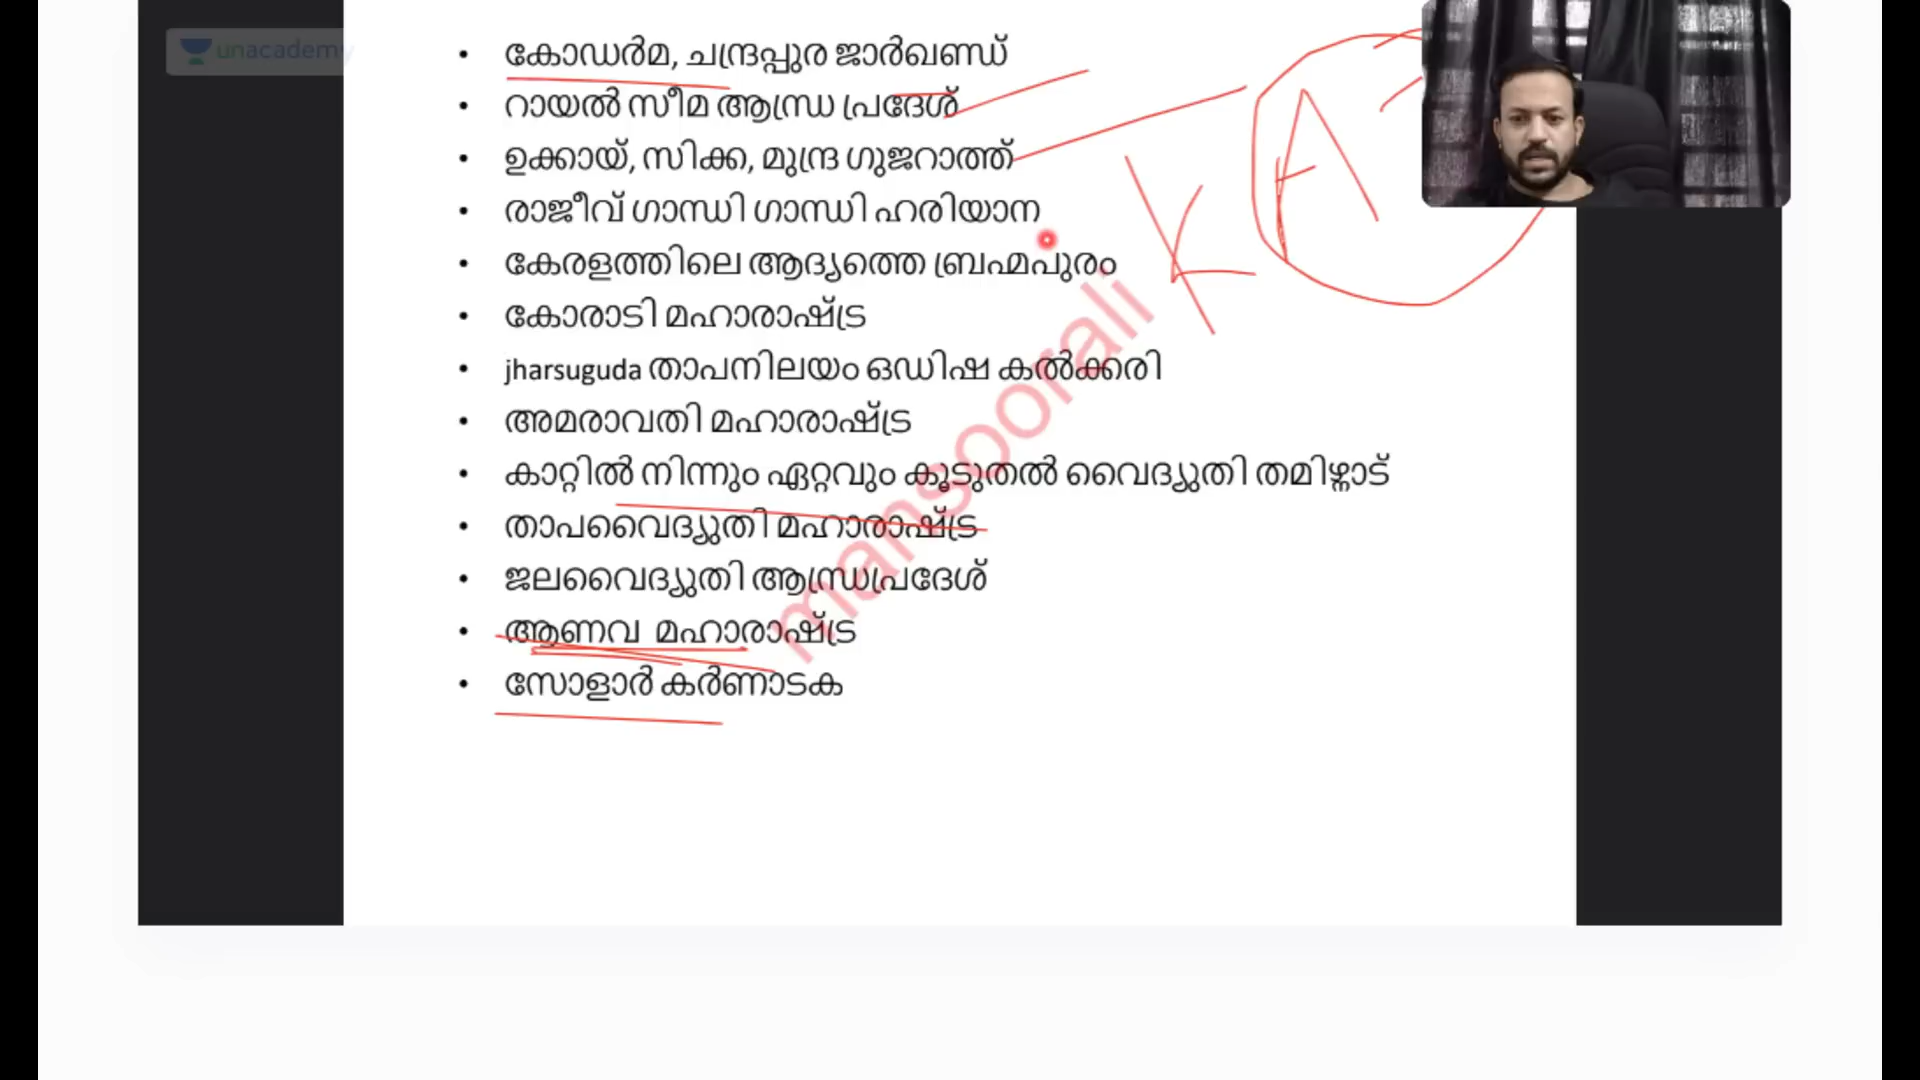 unacademy
• കോഡർമ, ചന്ദ്രപ്പുര ജാർഖണ്ഡ്
• റായൽ സീമ ആന്ധ്ര പ്രദേശ്
• ഉക്കായ്, സിക്ക, മുന്ദ്ര ഗുജറാത്ത്
• രാജീവ് ഗാന്ധി ഗാന്ധി ഹരിയാന
• കേരളത്തിലെ ആദ്യത്തെ ബ്രഹ്മപുരം
• കോരാടി മഹാരാഷ്ട്ര
• jharsuguda താപനിലയം ഒഡിഷ കൽക്കരി
• അമരാവതി മഹാരാഷ്ട്ര
• കാറ്റിൽ നിന്നും ഏറ്റവും കൂടുതൽ വൈദ്യുതി തമിഴ്നാട്
• താപവൈദ്യുതി മഹാരാഷ്ട്ര
• ജലവൈദ്യുതി ആന്ധ്രപ്രദേശ്
• ആണവ മഹാരാഷ്ട്ര
• സോളാർ കർണാടക
mansoorali